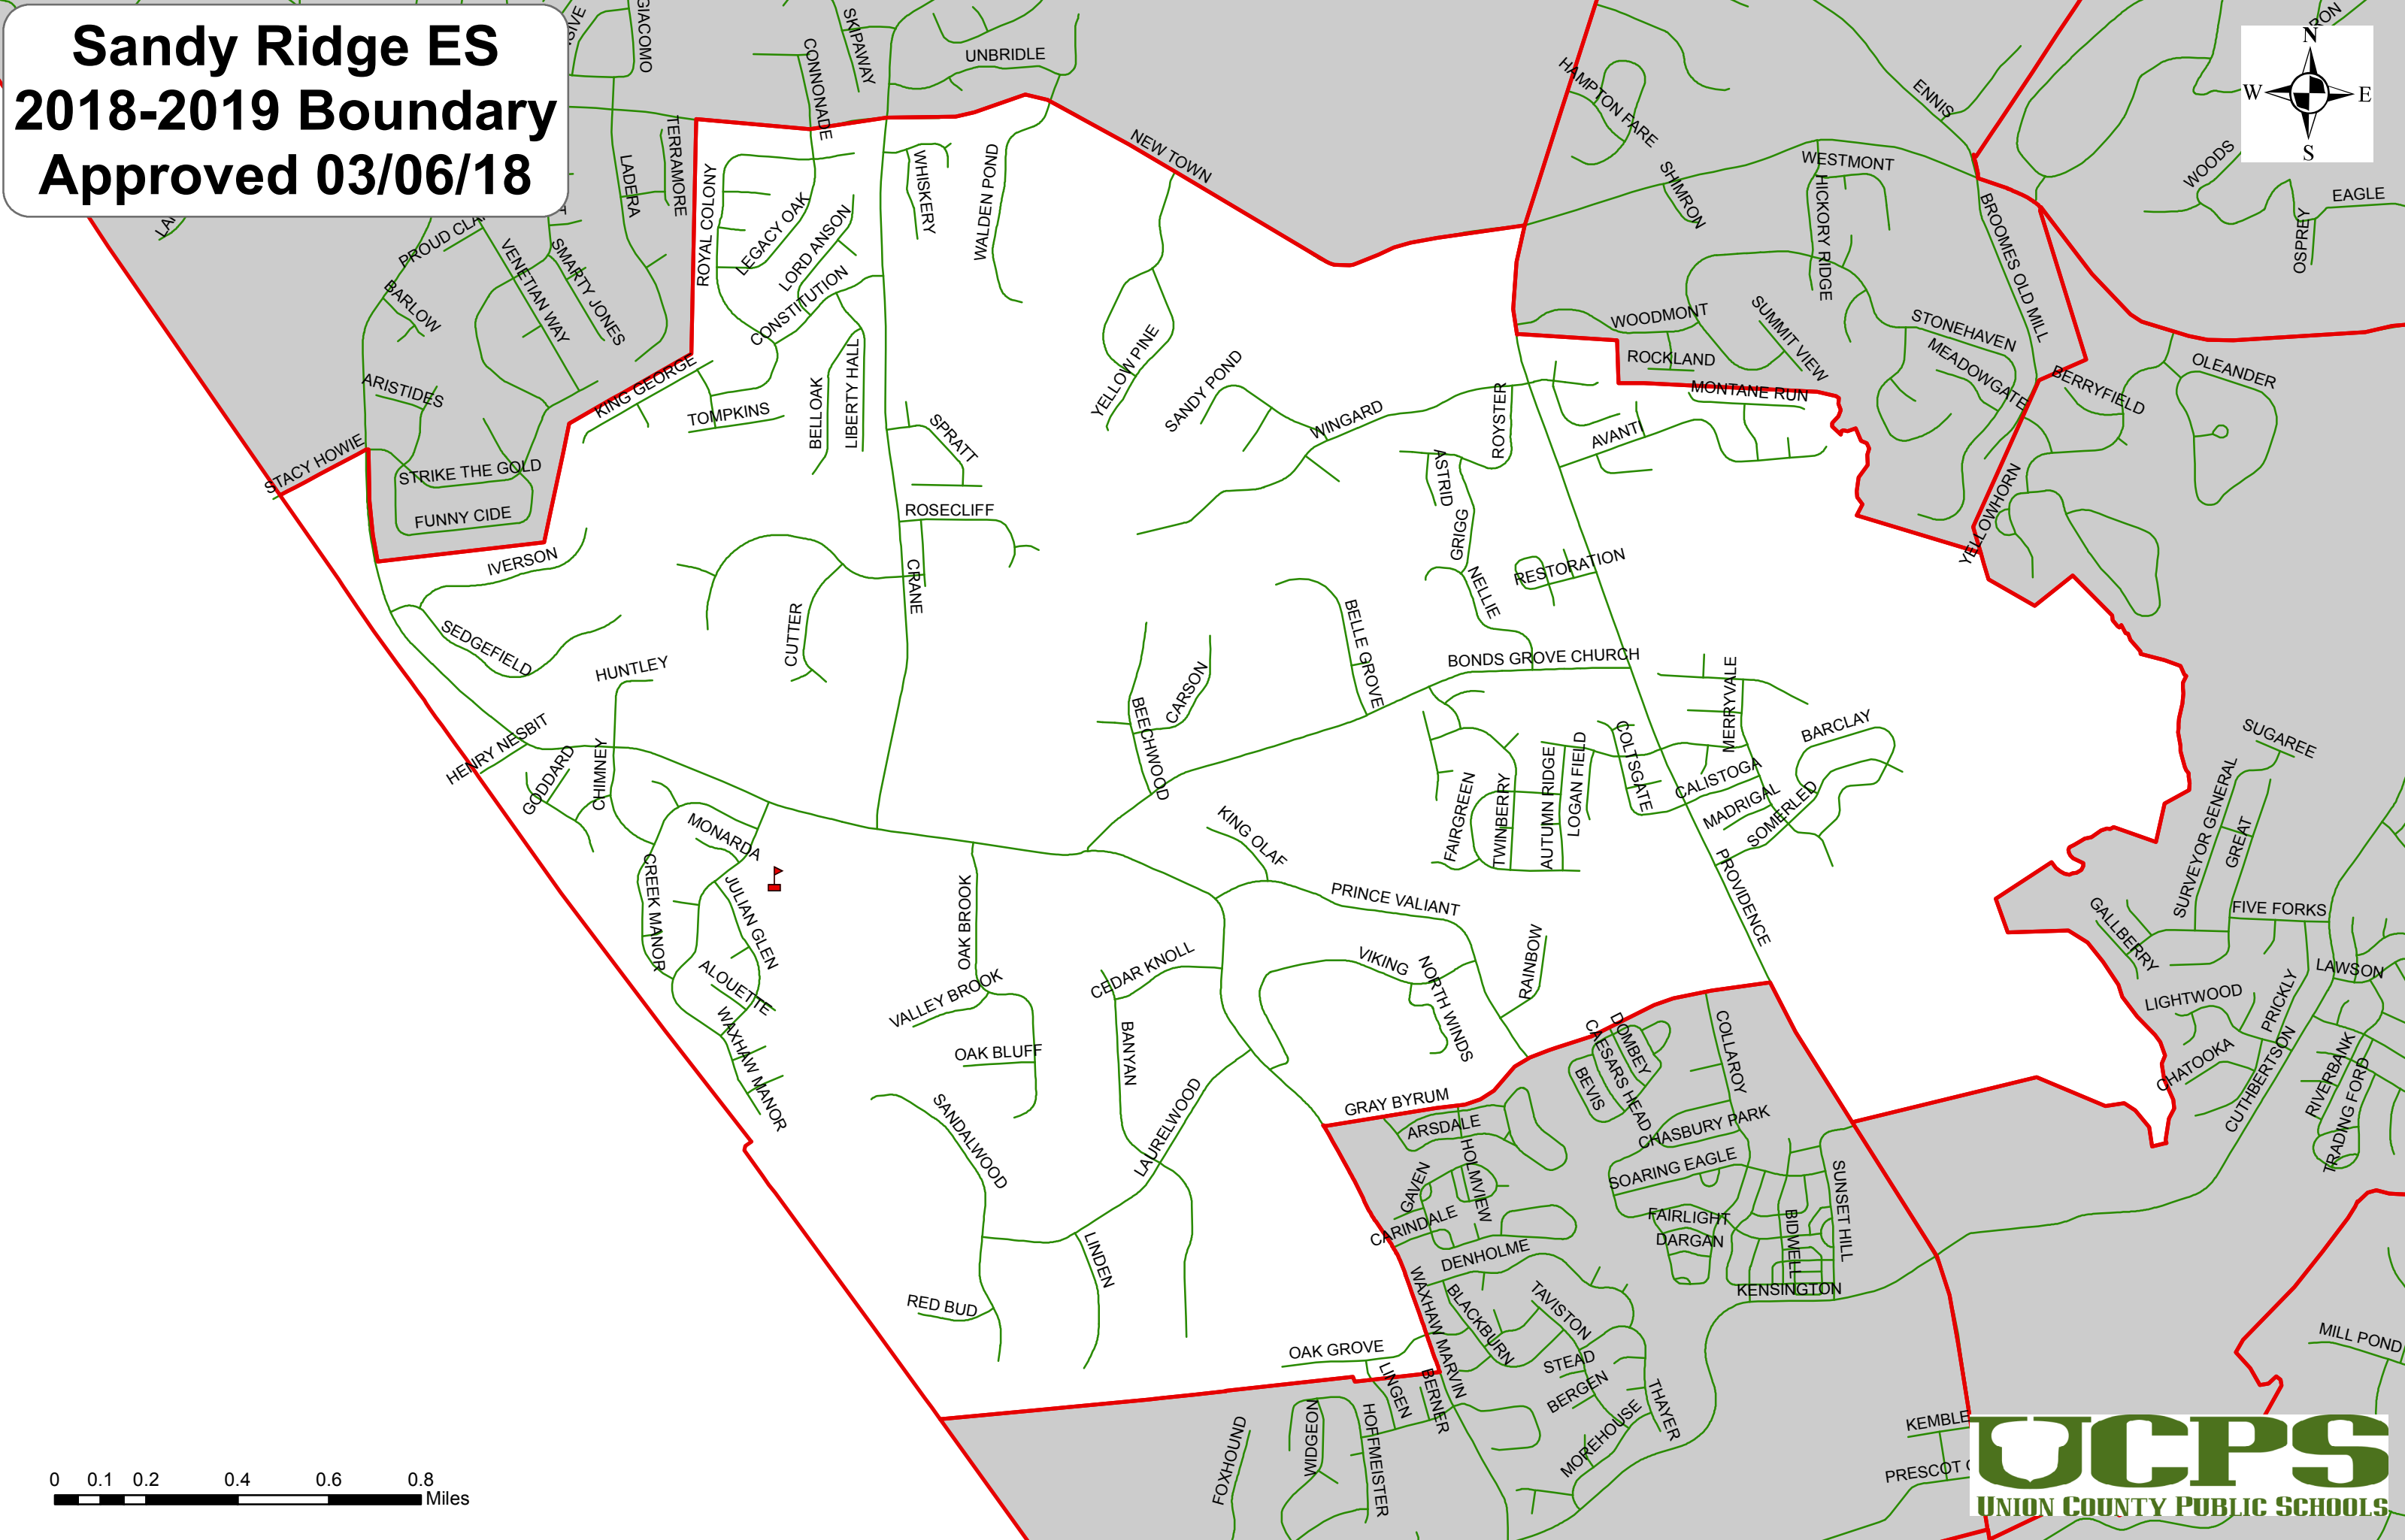 Sandy Ridge ES
2018-2019 Boundary
Approved 03/06/18
GIACOMO
SKIPAWAY
CONNONADE
UNBRIDLE
HAMPTON FARE
ENNIS
N
W
E
S
TERRAMORE
LADERA
ROYAL COLONY
LEGACY OAK
LORD ANSON
CONSTITUTION
WHISKERY
WALDEN POND
NEW TOWN
SHIMRON
WESTMONT
HICKORY RIDGE
BROOMES OLD MILL
WOODS
EAGLE
OSPREY
VENETIAN WAY
SMARTY JONES
BARLOW
ARISTIDES
STACY HOWIE
STRIKE THE GOLD
FUNNY CIDE
KING GEORGE
TOMPKINS
BELLOAK
LIBERTY HALL
YELLOW PINE
SANDY POND
WINGARD
ROYSTER
WOODMONT
ROCKLAND
SUMMIT VIEW
STONEHAVEN
MEADOWGATE
MONTANE RUN
BERRYFIELD
OLEANDER
AVANTI
SPRATT
ROSECLIFF
CRANE
ASTRID
GRIGG
NELLIE
RESTORATION
YELLOWHORN
IVERSON
SEDGEFIELD
CUTTER
HUNTLEY
HENRY NESBIT
GODDARD
CHIMNEY
BELLE GROVE
CARSON
BEECHWOOD
BONDS GROVE CHURCH
MERRYVALE
BARCLAY
COLTSGATE
CALISTOGA
MADRIGAL
SOMERLED
FAIRGREEN
TWINBERRY
AUTUMN RIDGE
LOGAN FIELD
PROVIDENCE
SUGAREE
SURVEYOR GENERAL
GREAT
FIVE FORKS
GALLBERRY
LAWSON
LIGHTWOOD
PRICKLY
CHATOOKA
CUTHBERTSON
RIVERBANK
TRADING FORD
MONARDA
CREEK MANOR
JULIAN GLEN
ALOUETTE
WAXHAW MANOR
OAK BROOK
VALLEY BROOK
OAK BLUFF
KING OLAF
PRINCE VALIANT
CEDAR KNOLL
BANYAN
VIKING
NORTH WINDS
RAINBOW
SANDALWOOD
LAURELWOOD
LINDEN
RED BUD
GRAY BYRUM
ARSDALE
HOLMVIEW
GAVEN
CARINDALE
DENHOLME
BEVIS
CAESARS HEAD
DOMBEY
COLLAROY
CHASBURY PARK
SOARING EAGLE
FAIRLIGHT
DARGAN
BIDWELL
SUNSET HILL
KENSINGTON
WAXHAW MARVIN
BLACKBURN
TAVISTON
STEAD
BERGEN
THAYER
MOREHOUSE
OAK GROVE
LINGEN
BERNER
FOXHOUND
WIDGEON
HOFFMEISTER
MILL POND
KEMBLE
PRESCOT
0 0.1 0.2 0.4 0.6 0.8
Miles
UCPS
UNION COUNTY PUBLIC SCHOOLS